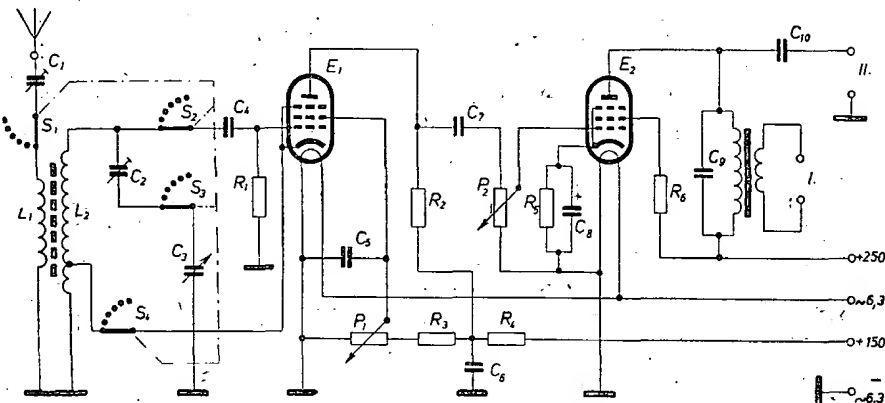 C₁
S₁
L₁
L₂
S₂
C₂
S₃
C₃
S₄
C₄
R₁
E₁
C₅
P₁
R₂
R₃
C₆
R₄
C₇
P₂
R₅
C₈
E₂
R₆
C₉
C₁₀
II.
I.
+250
~6,3
+150
–
~6,3